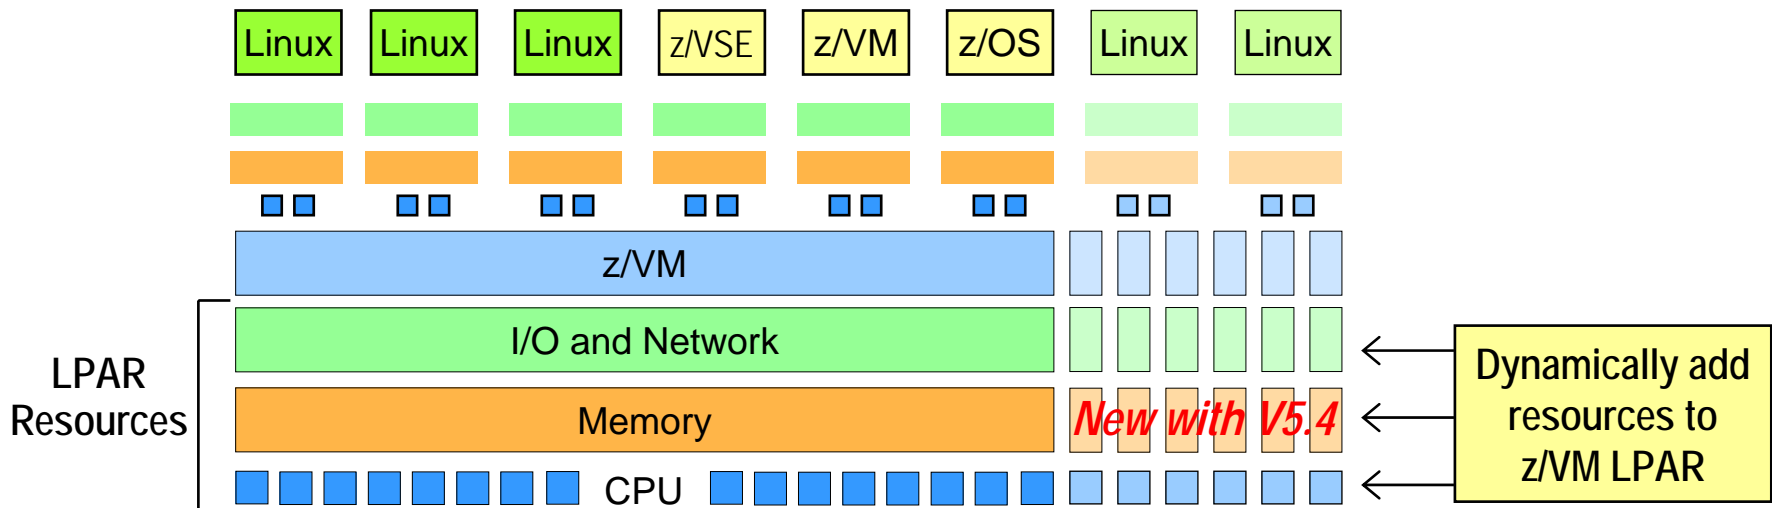 Linux Linux Linux z/VSE z/VM z/OS Linux Linux
z/VM
I/O and Network
LPAR
Resources
Memory
New with V5.4
CPU
Dynamically add
resources to
z/VM LPAR